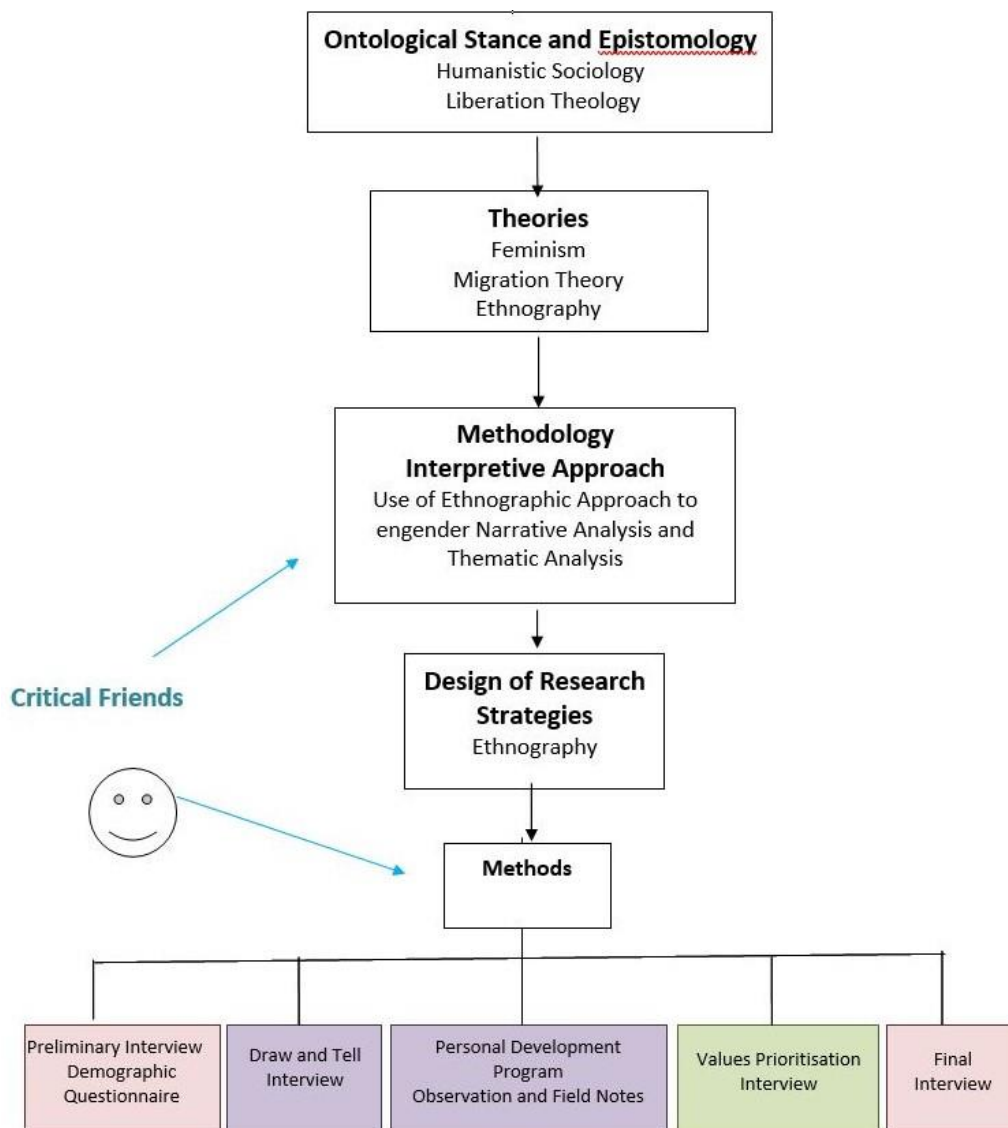 Ontological Stance and Epistomology
Humanistic Sociology
Liberation Theology
Theories
Feminism
Migration Theory
Ethnography
Methodology
Interpretive Approach
Use of Ethnographic Approach to
engender Narrative Analysis and
Thematic Analysis
Critical Friends
Design of Research
Strategies
Ethnography
Methods
Preliminary Interview
Demographic
Questionnaire
Draw and Tell
Interview
Personal Development
Program
Observation and Field Notes
Values Prioritisation
Interview
Final
Interview